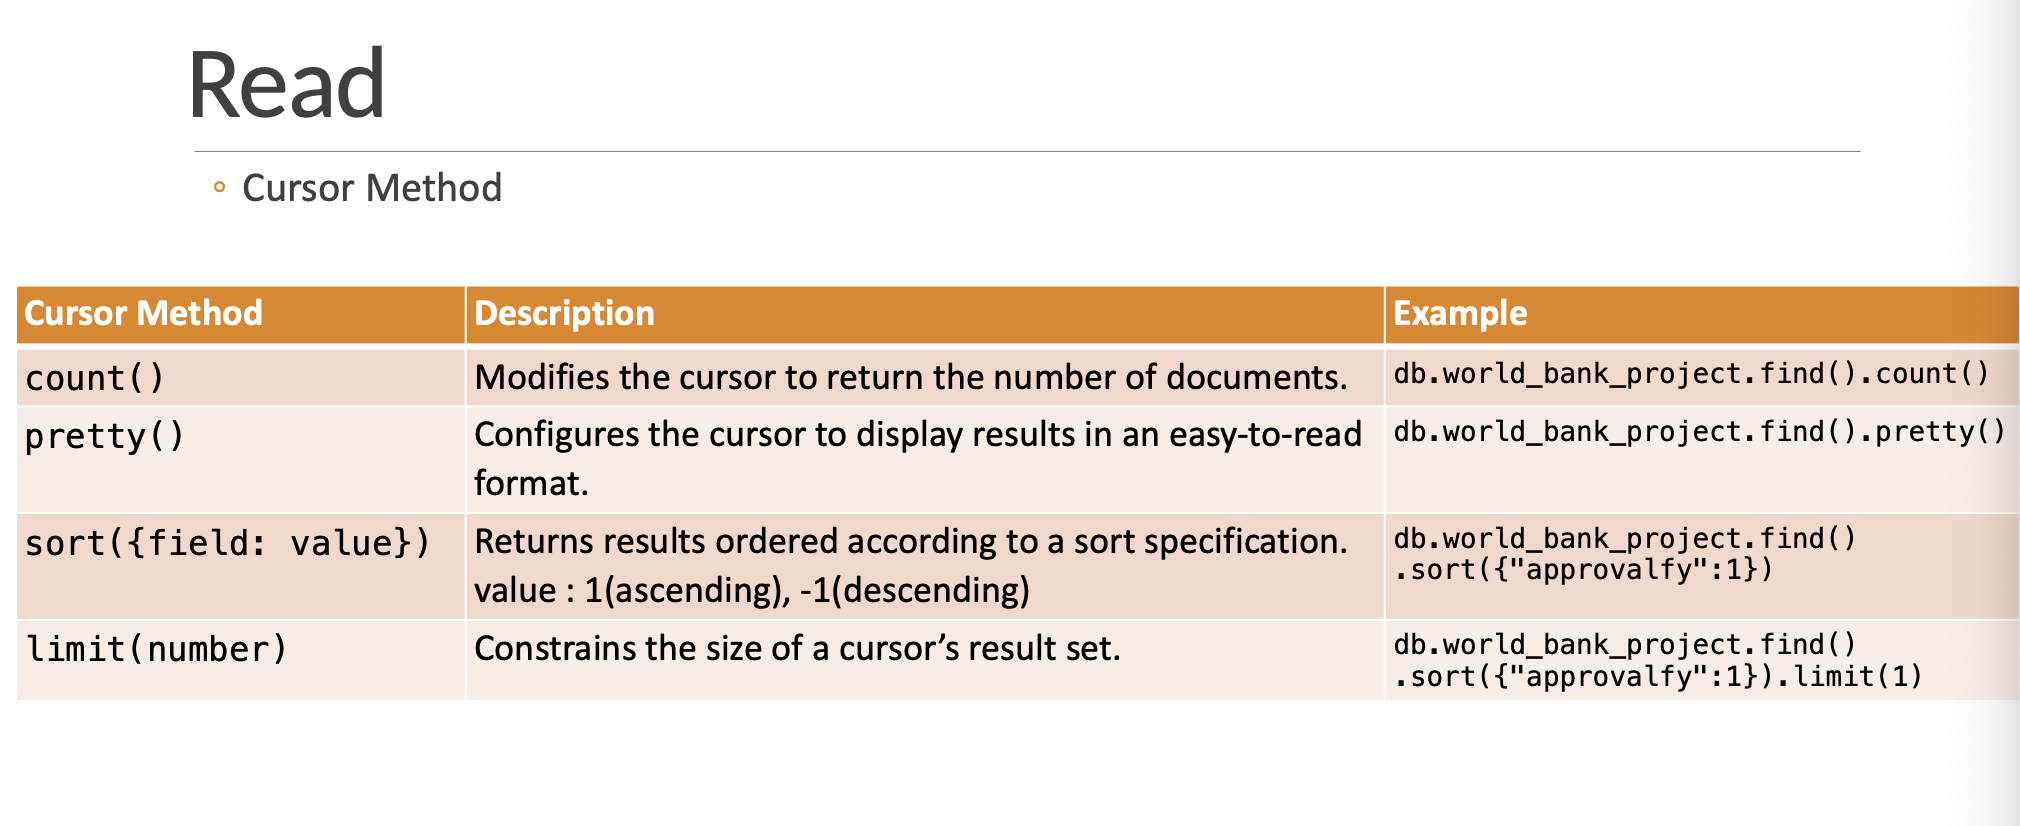 Read
Cursor Method
Cursor Method Description Example
count() Modifies the cursor to return the number of documents. db.world_bank_project.find().count()
pretty() Configures the cursor to display results in an easy-to-read db.world_bank_project.find().pretty()
format.
sort({field: value}) Returns results ordered according to a sort specification. db.world_bank_project.find()
.sort({"approvalfy":1})
value : 1(ascending), -1(descending)
limit(number) Constrains the size of a cursor’s result set. db.world_bank_project.find()
.sort({"approvalfy":1}).limit(1)